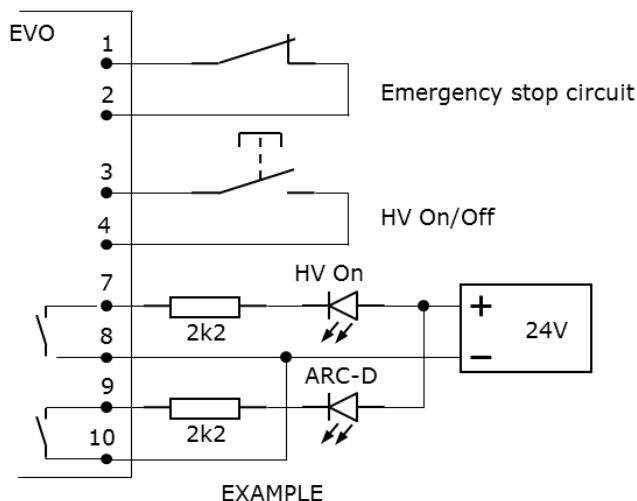 EVO
1
2
Emergency stop circuit
3
4
HV On/Off
7
HV On
2k2
+
24V
8
−
9
ARC-D
2k2
10
EXAMPLE